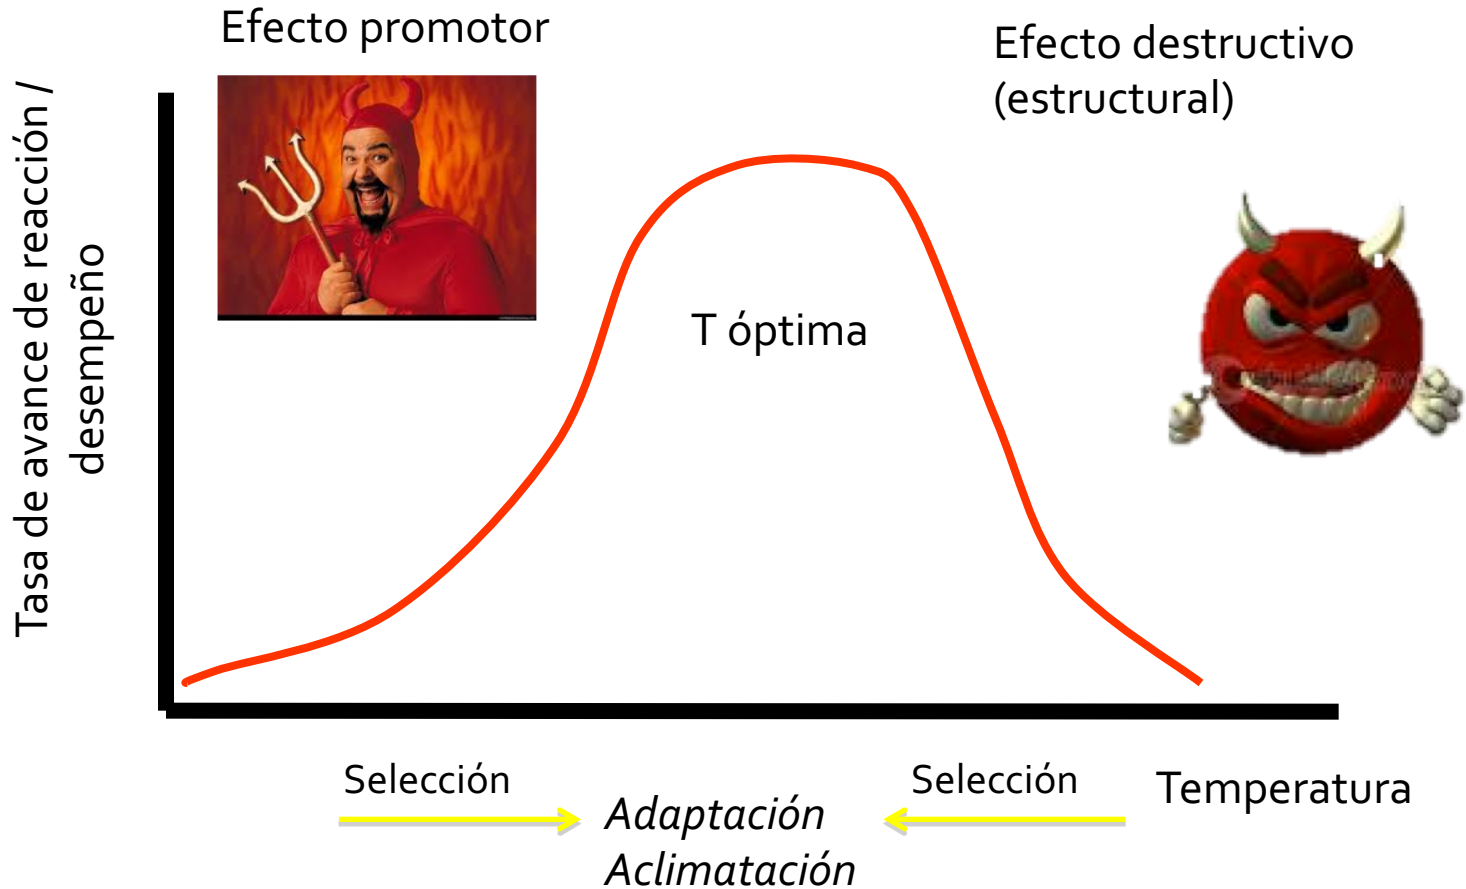 Efecto promotor
Efecto destructivo
(estructural)
Tasa de avance de reacción /
desempeño
T óptima
Selección
Selección
Temperatura
Adaptación
Aclimatación